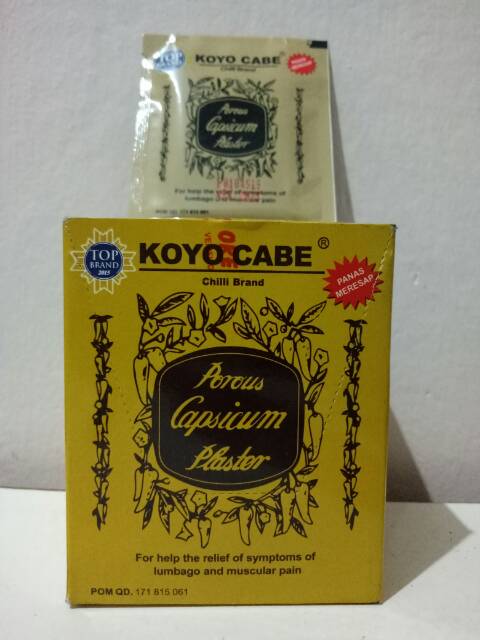 TOP
KOYO CABE®
Chilli Brand
Porous
Capsicum
Plaster
For help the relief of symptoms of
lumbago and muscular pain
TOP
BRAND
2015
KOYO CABE®
Chilli Brand
PANAS
MERESAP
Porous
Capsicum
Plaster
For help the relief of symptoms of
lumbago and muscular pain
POM QD. 171 815 061